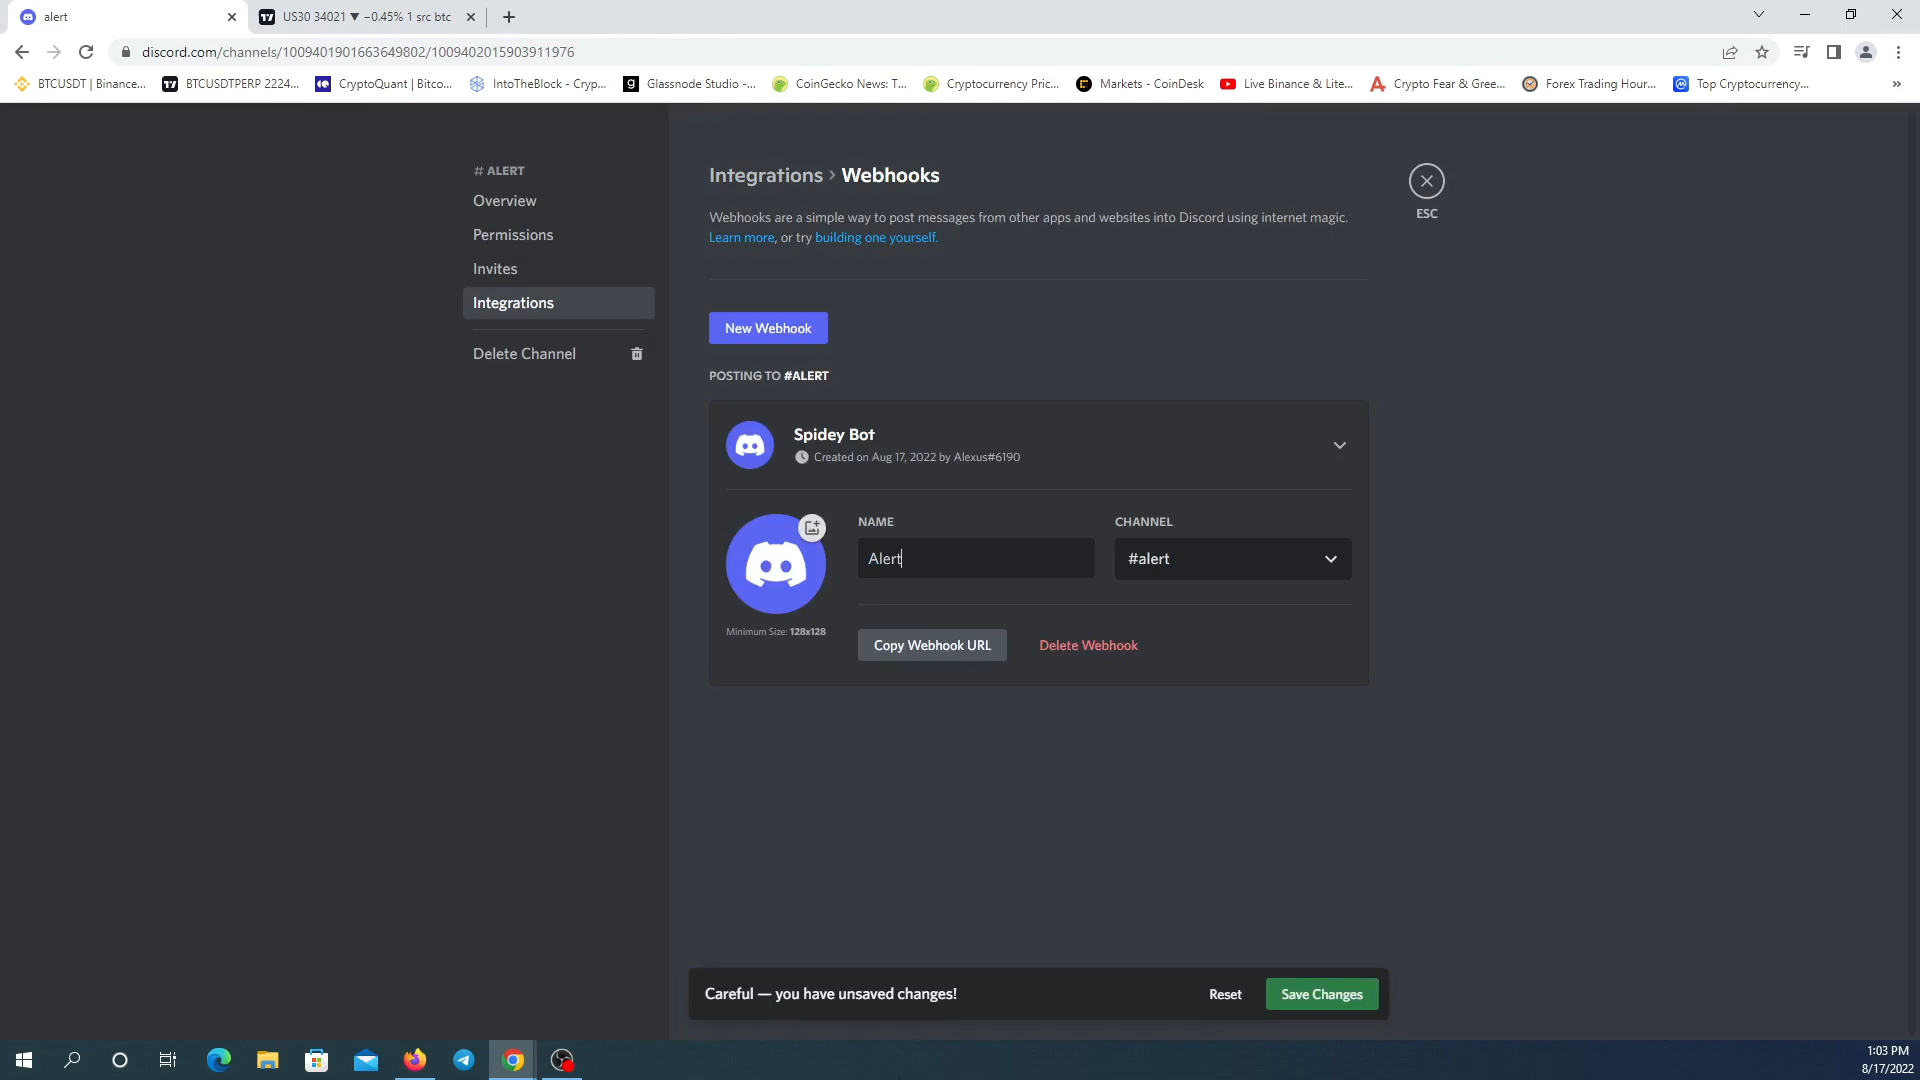 alert
US30 34021 ▼ −0.45% 1 src btc
discord.com/channels/1009401901663649802/1009402015903911976
BTCUSDT | Binance...
BTCUSDTPERP 2224...
CryptoQuant | Bitco...
IntoTheBlock - Cryp...
Glassnode Studio -...
CoinGecko News: T...
Cryptocurrency Pric...
Markets - CoinDesk
Live Binance & Lite...
Crypto Fear & Gree...
Forex Trading Hour...
Top Cryptocurrency...
»
# ALERT
Overview
Permissions
Invites
Integrations
Delete Channel
Integrations › Webhooks
ESC
Webhooks are a simple way to post messages from other apps and websites into Discord using internet magic.
Learn more, or try building one yourself.
New Webhook
POSTING TO #ALERT
Spidey Bot
Created on Aug 17, 2022 by Alexus#6190
NAME
CHANNEL
Alert
#alert
Minimum Size: 128x128
Copy Webhook URL
Delete Webhook
Careful — you have unsaved changes!
Reset
Save Changes
1:03 PM
8/17/2022